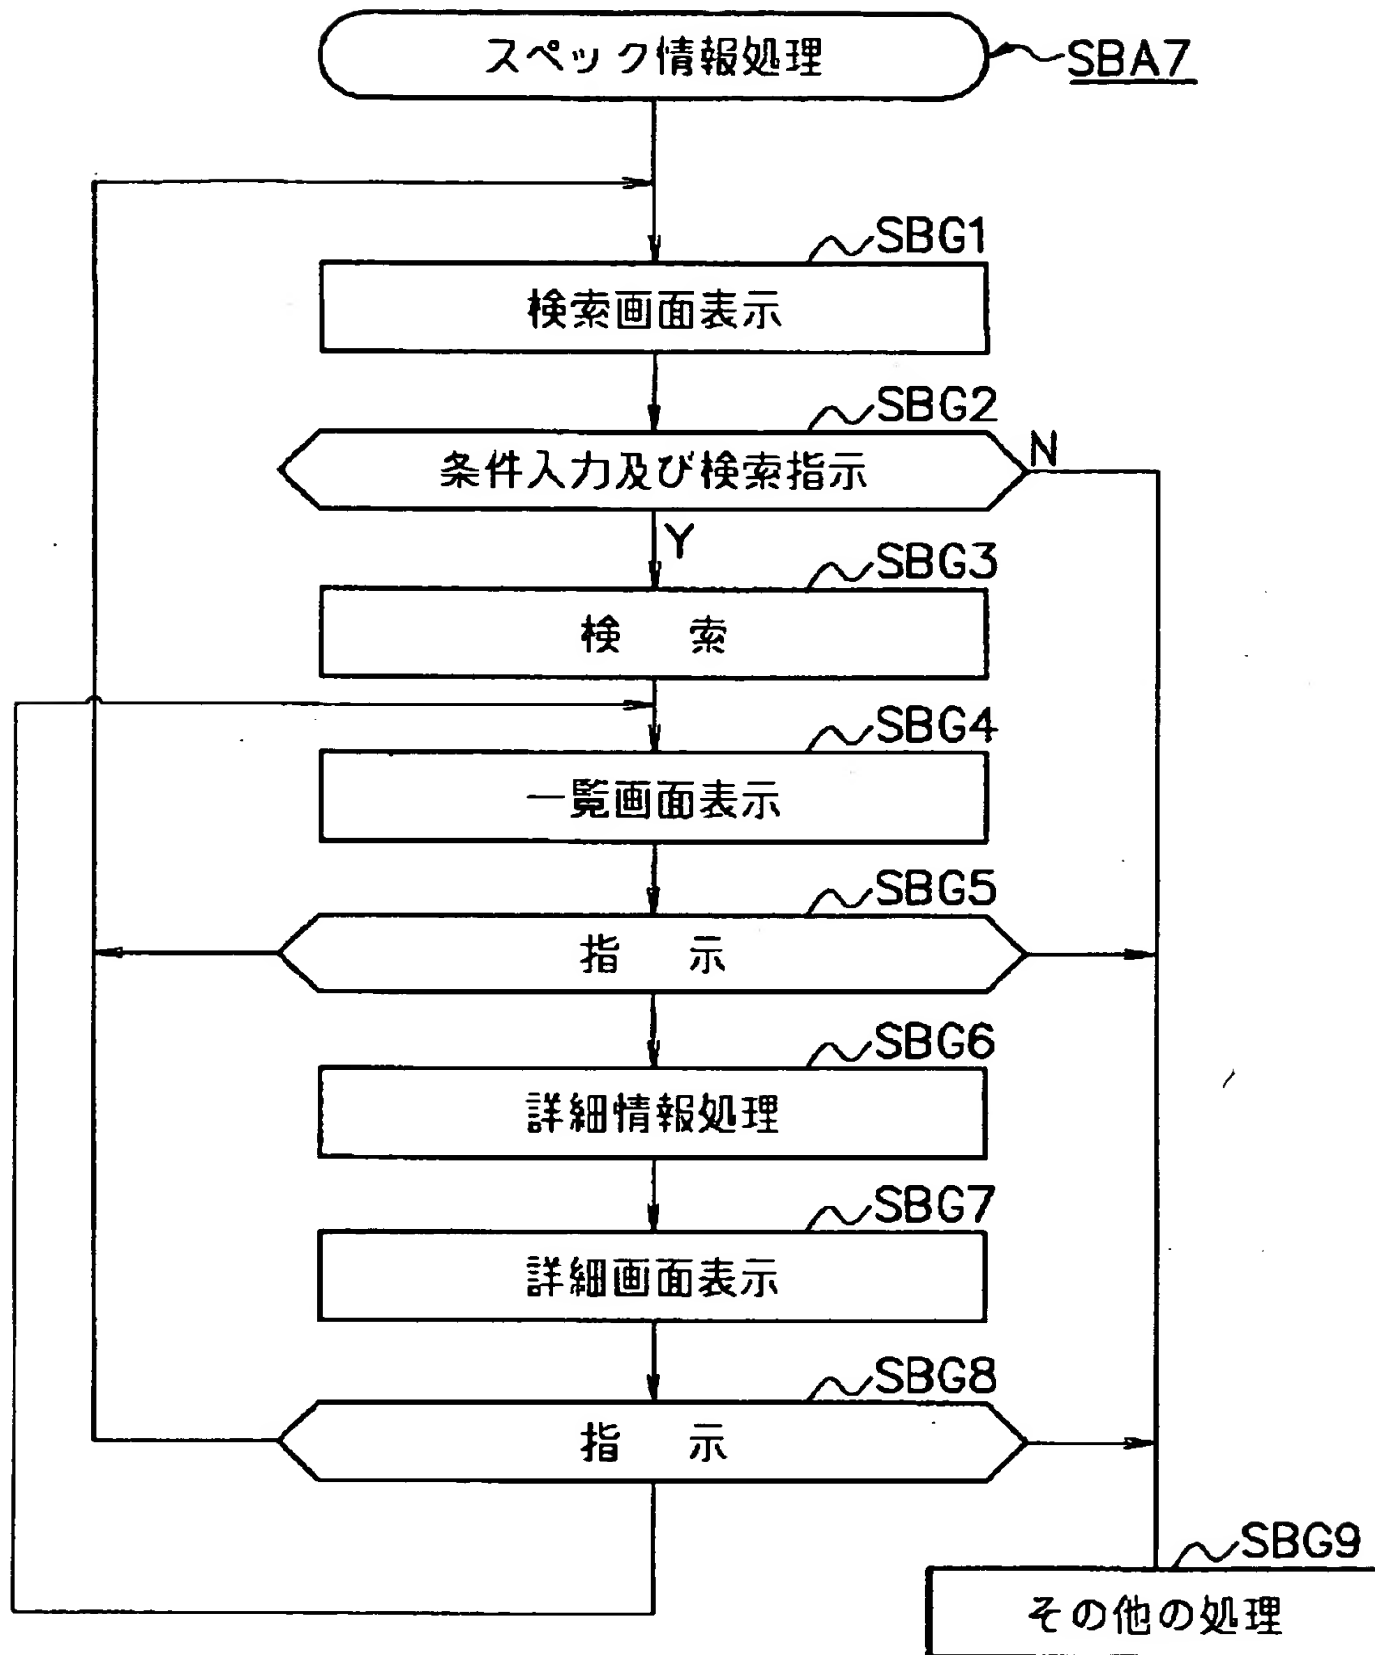 スペック情報処理
SBA7
SBG1
検索画面表示
SBG2
条件入力及び検索指示
N
Y
SBG3
検 索
SBG4
一覧画面表示
SBG5
指 示
SBG6
詳細情報処理
SBG7
詳細画面表示
SBG8
指 示
SBG9
その他の処理